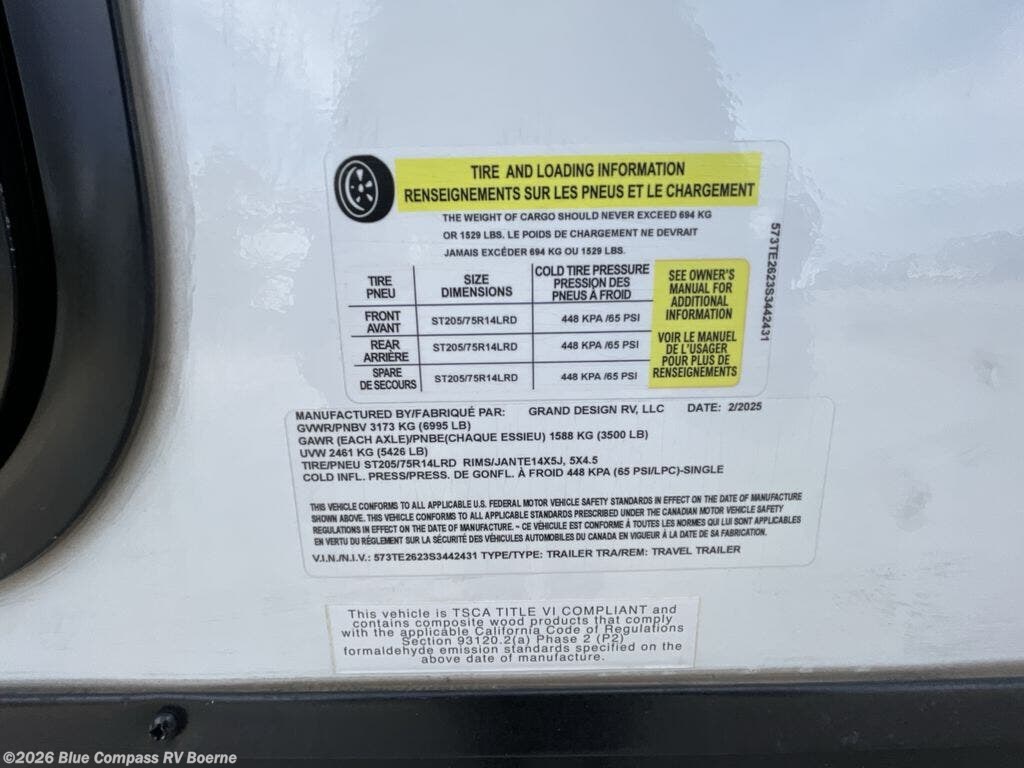 TIRE AND LOADING INFORMATION
RENSEIGNEMENTS SUR LES PNEUS ET LE CHARGEMENT
THE WEIGHT OF CARGO SHOULD NEVER EXCEED 694 KG
OR 1529 LBS. LE POIDS DE CHARGEMENT NE DEVRAIT
JAMAIS EXCÉDER 694 KG OU 1529 LBS.
TIRE
PNEU
SIZE
DIMENSIONS
COLD TIRE PRESSURE
PRESSION DES
PNEUS À FROID
FRONT
AVANT
ST205/75R14LRD
448 KPA /65 PSI
REAR
ARRIÈRE
ST205/75R14LRD
448 KPA /65 PSI
SPARE
DE SECOURS
ST205/75R14LRD
448 KPA /65 PSI
SEE OWNER'S
MANUAL FOR
ADDITIONAL
INFORMATION
VOIR LE MANUEL
DE L'USAGER
POUR PLUS DE
RENSEIGNEMENTS
573TE2623S3442431
MANUFACTURED BY/FABRIQUÉ PAR: GRAND DESIGN RV, LLC DATE: 2/2025
GVWR/PNBV 3173 KG (6995 LB)
GAWR (EACH AXLE)/PNBE(CHAQUE ESSIEU) 1588 KG (3500 LB)
UVW 2461 KG (5426 LB)
TIRE/PNEU ST205/75R14LRD RIMS/JANTE14X5J, 5X4.5
COLD INFL. PRESS/PRESS. DE GONFL. À FROID 448 KPA (65 PSI/LPC)-SINGLE
THIS VEHICLE CONFORMS TO ALL APPLICABLE U.S. FEDERAL MOTOR VEHICLE SAFETY STANDARDS IN EFFECT ON THE DATE OF MANUFACTURE
SHOWN ABOVE. THIS VEHICLE CONFORMS TO ALL APPLICABLE STANDARDS PRESCRIBED UNDER THE CANADIAN MOTOR VEHICLE SAFETY
REGULATIONS IN EFFECT ON THE DATE OF MANUFACTURE. ~ CE VÉHICULE EST CONFORME À TOUTES LES NORMES QUI LUI SONT APPLICABLES
EN VERTU DU RÉGLEMENT SUR LA SÉCURITÉ DES VÉHICULES AUTOMOBILES DU CANADA EN VIGUEUR À LA DATE DE SA FABRICATION.
V.I.N./N.I.V.: 573TE2623S3442431 TYPE/TYPE: TRAILER TRA/REM: TRAVEL TRAILER
This vehicle is TSCA TITLE VI COMPLIANT and
contains composite wood products that comply
with the applicable California Code of Regulations
Section 93120.2(a) Phase 2 (P2)
formaldehyde emission standards specified on the
above date of manufacture.
©2026 Blue Compass RV Boerne